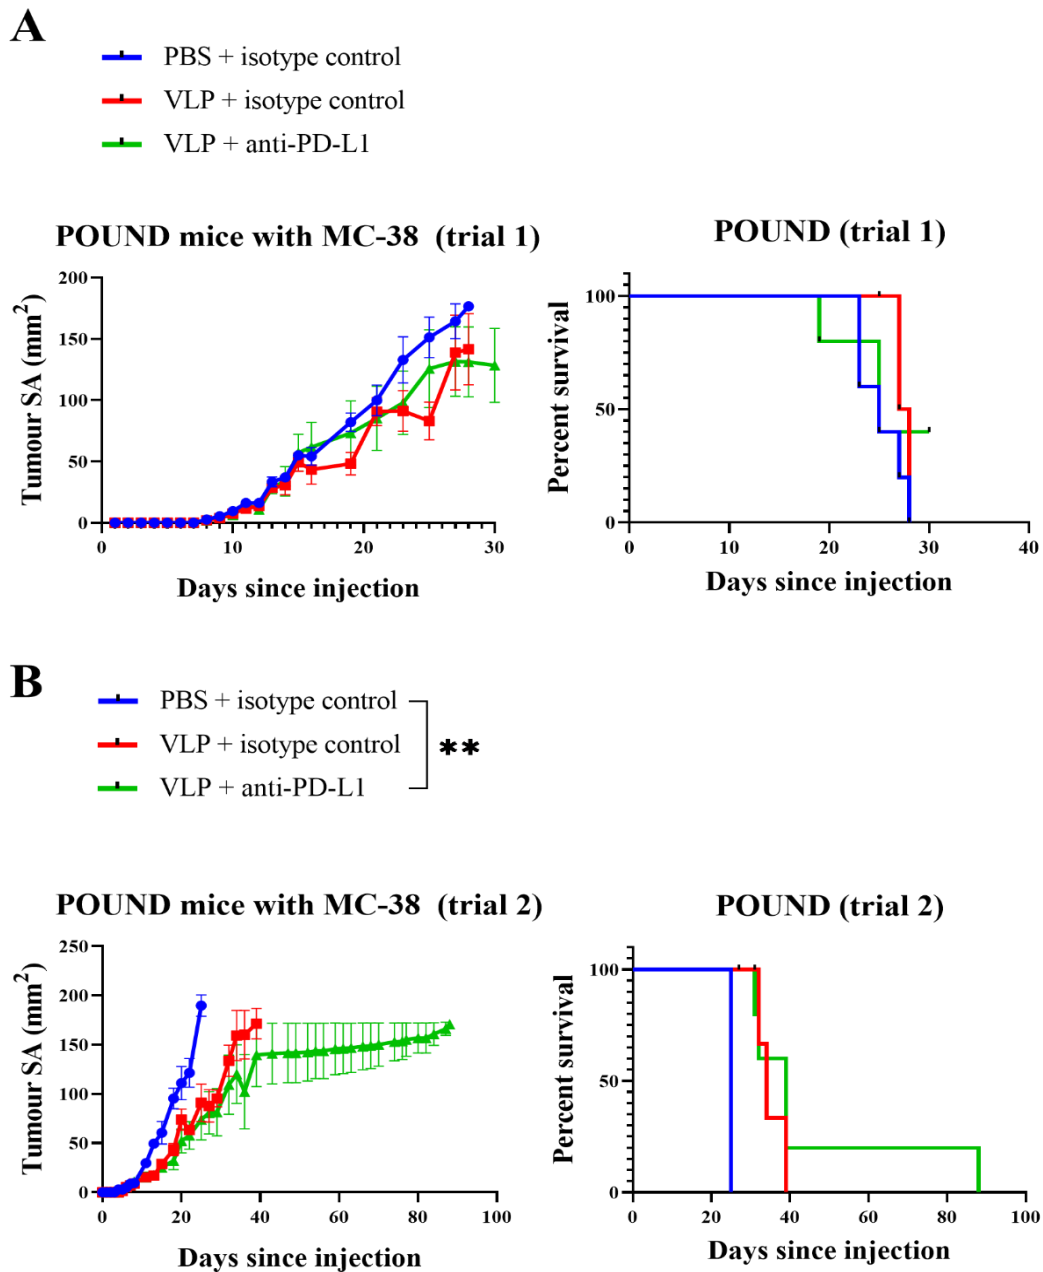 A
PBS + isotype control
VLP + isotype control
VLP + anti-PD-L1
POUND mice with MC-38 (trial 1)
Tumour SA (mm²)
200
150
100
50
0
0 10 20 30
Days since injection
POUND (trial 1)
Percent survival
100
50
0
0 10 20 30 40
Days since injection
B
PBS + isotype control
VLP + isotype control
VLP + anti-PD-L1
**
POUND mice with MC-38 (trial 2)
Tumour SA (mm²)
250
200
150
100
50
0
0 20 40 60 80 100
Days since injection
POUND (trial 2)
Percent survival
100
50
0
0 20 40 60 80 100
Days since injection